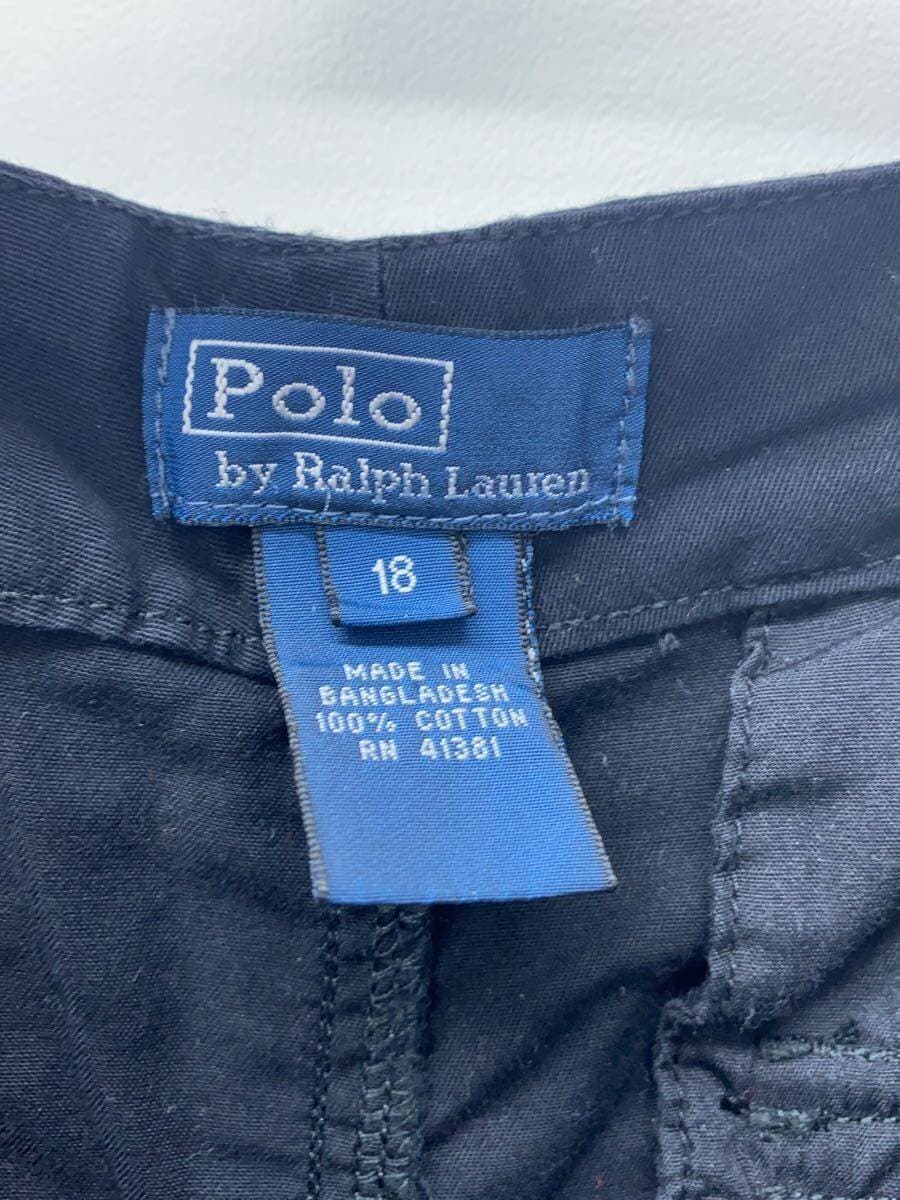 Polo
by Ralph Lauren
18
MADE IN
BANGLADESH
100% COTTON
RN 41381